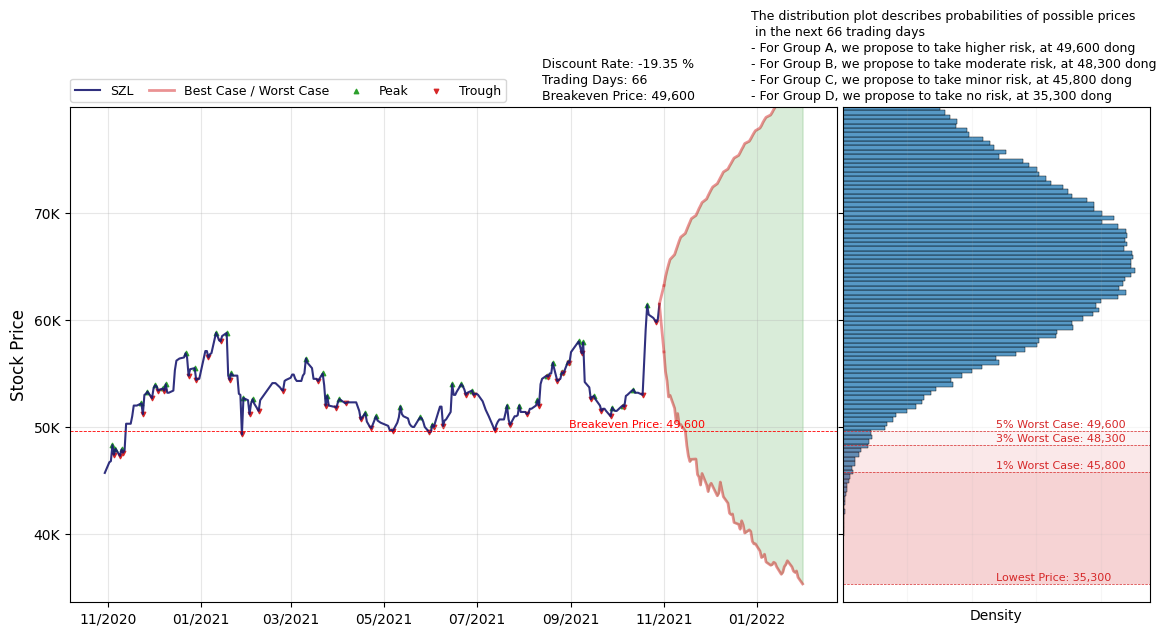 The distribution plot describes probabilities of possible prices
in the next 66 trading days
- For Group A, we propose to take higher risk, at 49,600 dong
- For Group B, we propose to take moderate risk, at 48,300 dong
- For Group C, we propose to take minor risk, at 45,800 dong
- For Group D, we propose to take no risk, at 35,300 dong
Discount Rate: -19.35 %
Trading Days: 66
Breakeven Price: 49,600
SZL
Best Case / Worst Case
Peak
Trough
Stock Price
70K
60K
50K
40K
Breakeven Price: 49,600
5% Worst Case: 49,600
3% Worst Case: 48,300
1% Worst Case: 45,800
Lowest Price: 35,300
11/2020
01/2021
03/2021
05/2021
07/2021
09/2021
11/2021
01/2022
Density